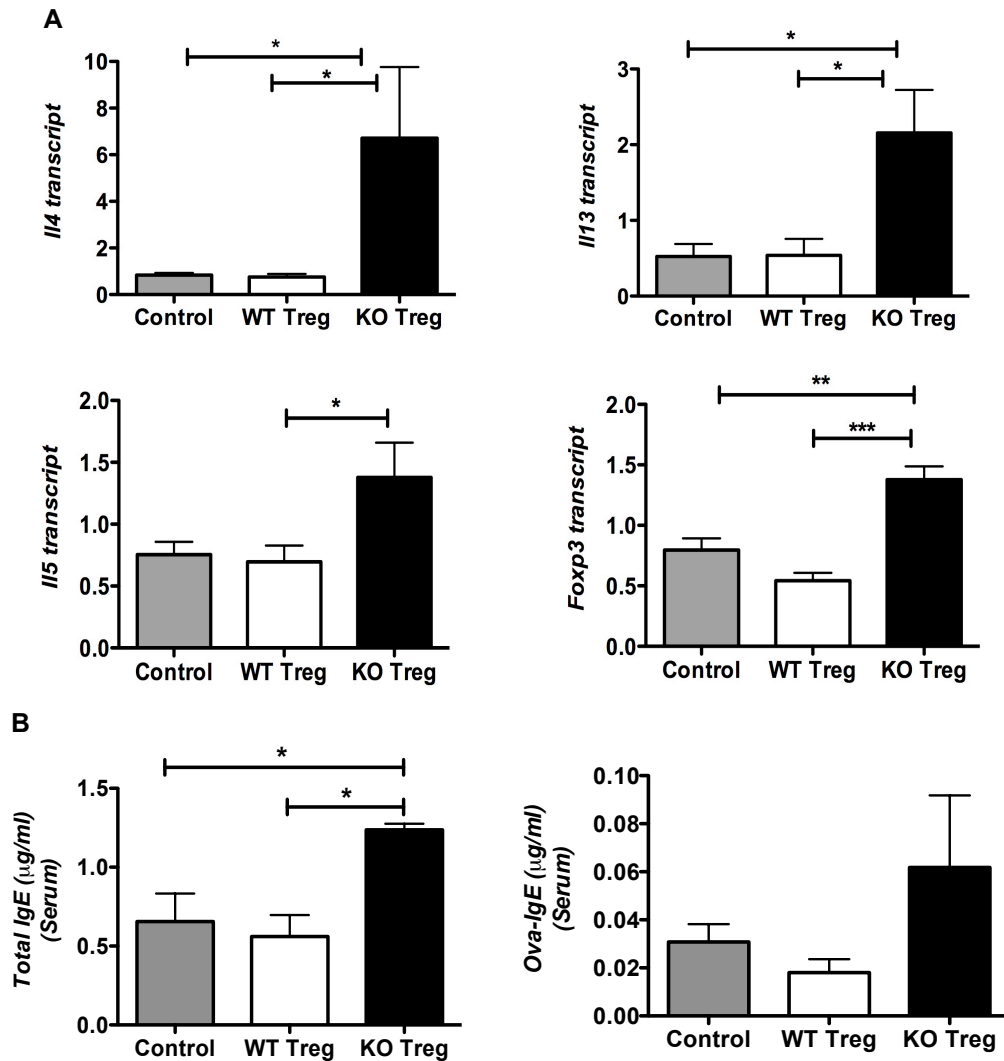 A
*
*
10
8
6
4
2
0
Il4 transcript
Control WT Treg KO Treg
*
*
3
2
1
0
Il13 transcript
Control WT Treg KO Treg
*
2.0
1.5
1.0
0.5
0.0
Il5 transcript
Control WT Treg KO Treg
**
***
2.0
1.5
1.0
0.5
0.0
Foxp3 transcript
Control WT Treg KO Treg
B
*
*
1.5
1.0
0.5
0.0
Total IgE (μg/ml)
(Serum)
Control WT Treg KO Treg
0.10
0.08
0.06
0.04
0.02
0.00
Ova-IgE (μg/ml)
(Serum)
Control WT Treg KO Treg